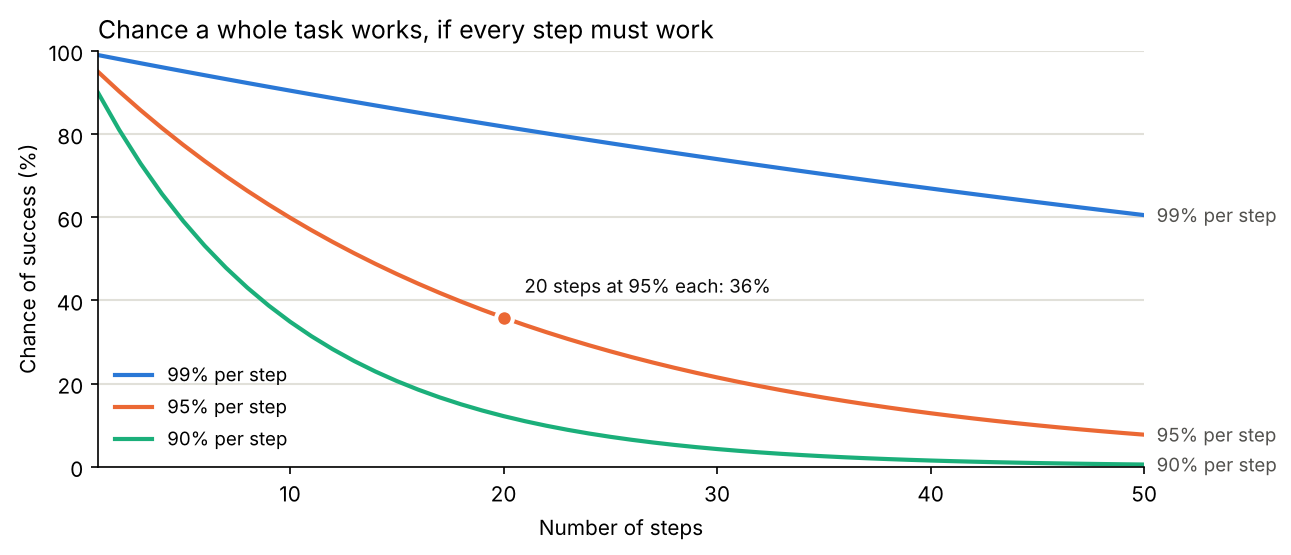 Chance a whole task works, if every step must work
Chance of success (%)
100
80
60
40
20
0
20 steps at 95% each: 36%
99% per step
95% per step
90% per step
99% per step
95% per step
90% per step
10
20
30
40
50
Number of steps